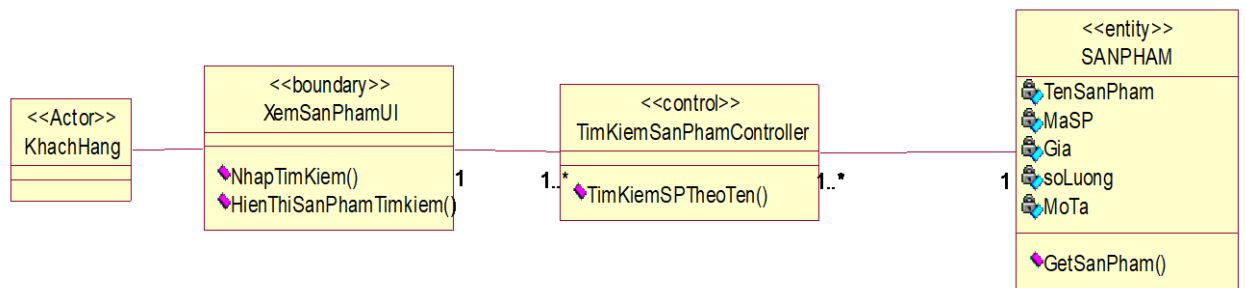 <<Actor>>
KhachHang
<<boundary>>
XemSanPhamUI
NhapTimKiem()
HienThiSanPhamTimkiem()
1
1..*
<<control>>
TimKiemSanPhamController
TimKiemSPTheoTen()
1..*
1
<<entity>>
SANPHAM
TenSanPham
MaSP
Gia
soLuong
MoTa
GetSanPham()